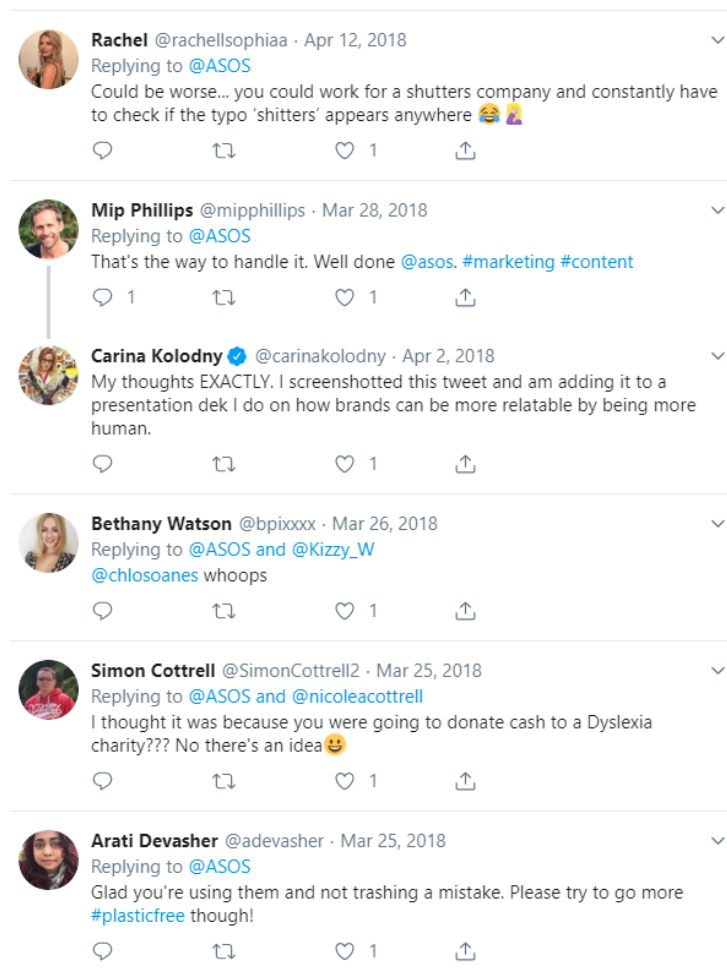 Rachel @rachellsophiaa · Apr 12, 2018
Replying to @ASOS
Could be worse... you could work for a shutters company and constantly have
to check if the typo ‘shitters’ appears anywhere 😂🤦🏼‍♀️
1
Mip Phillips @mipphillips · Mar 28, 2018
Replying to @ASOS
That's the way to handle it. Well done @asos. #marketing #content
1 1
Carina Kolodny @carinakolodny · Apr 2, 2018
My thoughts EXACTLY. I screenshotted this tweet and am adding it to a
presentation dek I do on how brands can be more relatable by being more
human.
1
Bethany Watson @bpixxxx · Mar 26, 2018
Replying to @ASOS and @Kizzy_W
@chlosoanes whoops
1
Simon Cottrell @SimonCottrell2 · Mar 25, 2018
Replying to @ASOS and @nicoleacottrell
I thought it was because you were going to donate cash to a Dyslexia
charity??? No there's an idea😀
1
Arati Devasher @adevasher · Mar 25, 2018
Replying to @ASOS
Glad you're using them and not trashing a mistake. Please try to go more
#plasticfree though!
1